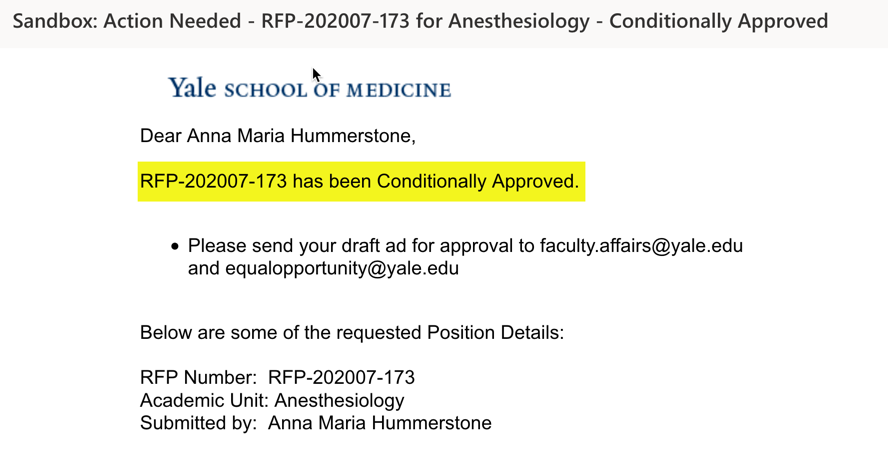 Sandbox: Action Needed - RFP-202007-173 for Anesthesiology - Conditionally Approved
Yale SCHOOL OF MEDICINE
Dear Anna Maria Hummerstone,
RFP-202007-173 has been Conditionally Approved.
• Please send your draft ad for approval to faculty.affairs@yale.edu
and equalopportunity@yale.edu
Below are some of the requested Position Details:
RFP Number:  RFP-202007-173
Academic Unit: Anesthesiology
Submitted by:  Anna Maria Hummerstone